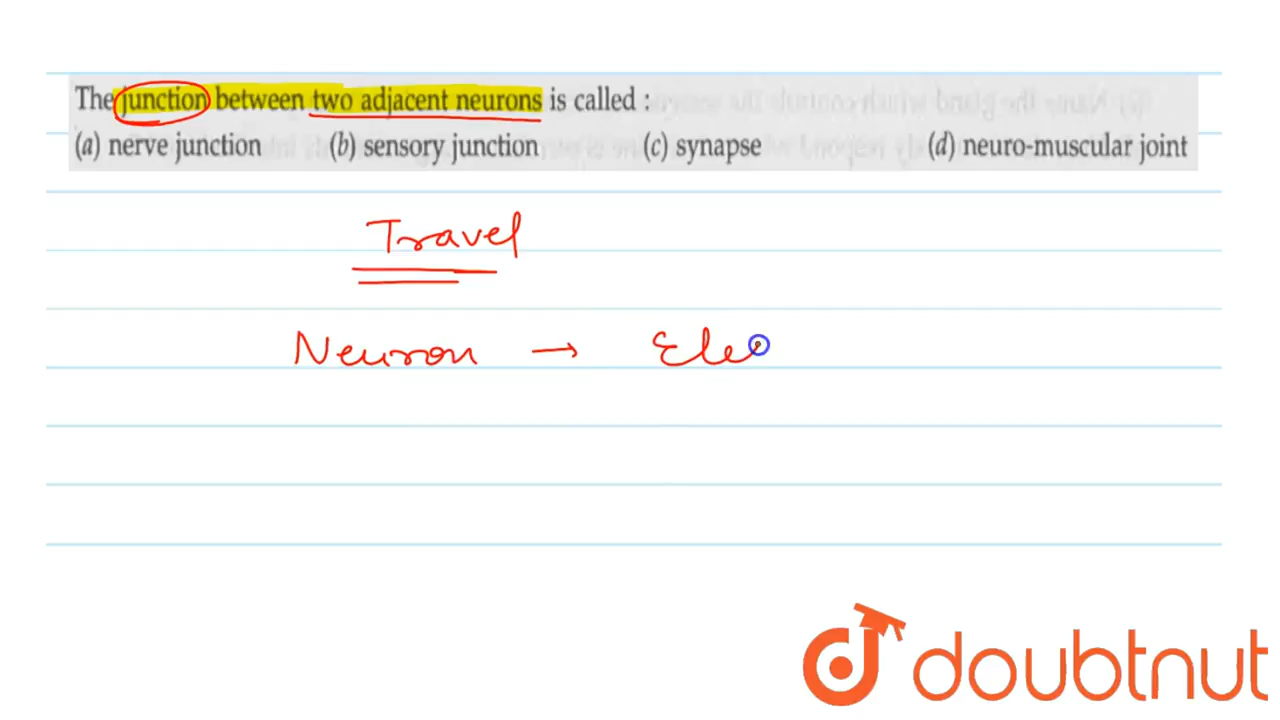 The junction between two adjacent neurons is called :
(a) nerve junction (b) sensory junction (c) synapse (d) neuro-muscular joint
Travel
Neuron → Ele
doubtnut